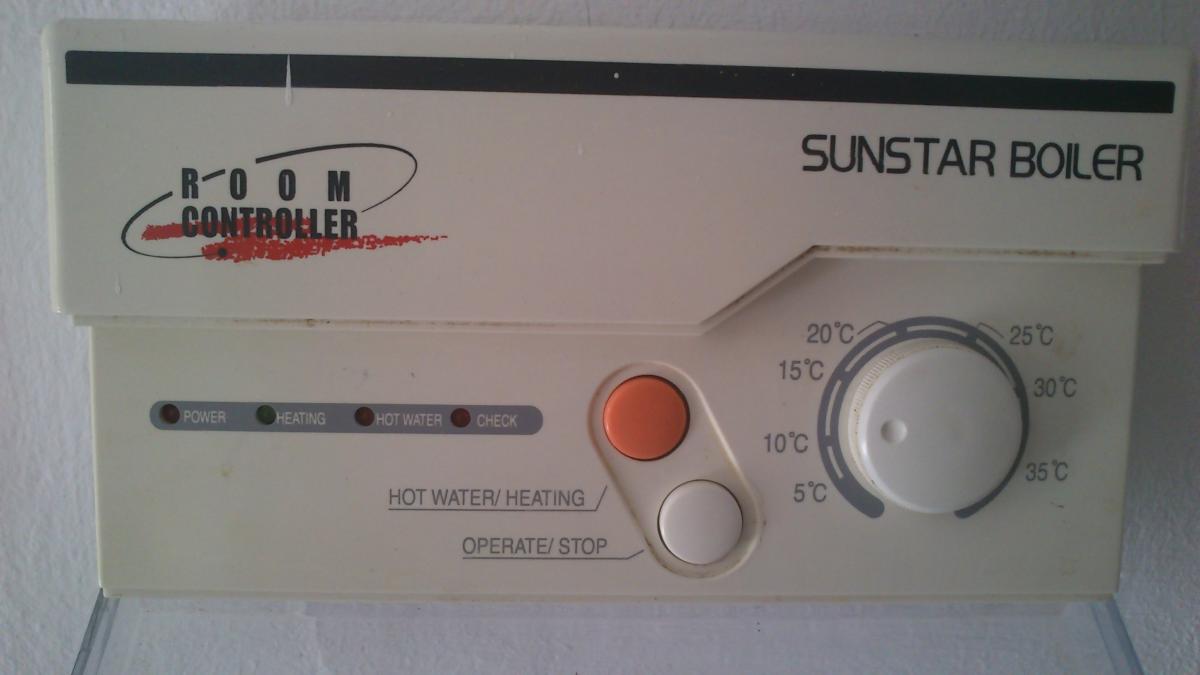 SUNSTAR BOILER
R O O M
CONTROLLER
20°C
25°C
15°C
30°C
POWER HEATING HOT WATER CHECK
10°C
35°C
5°C
HOT WATER/ HEATING
OPERATE/ STOP